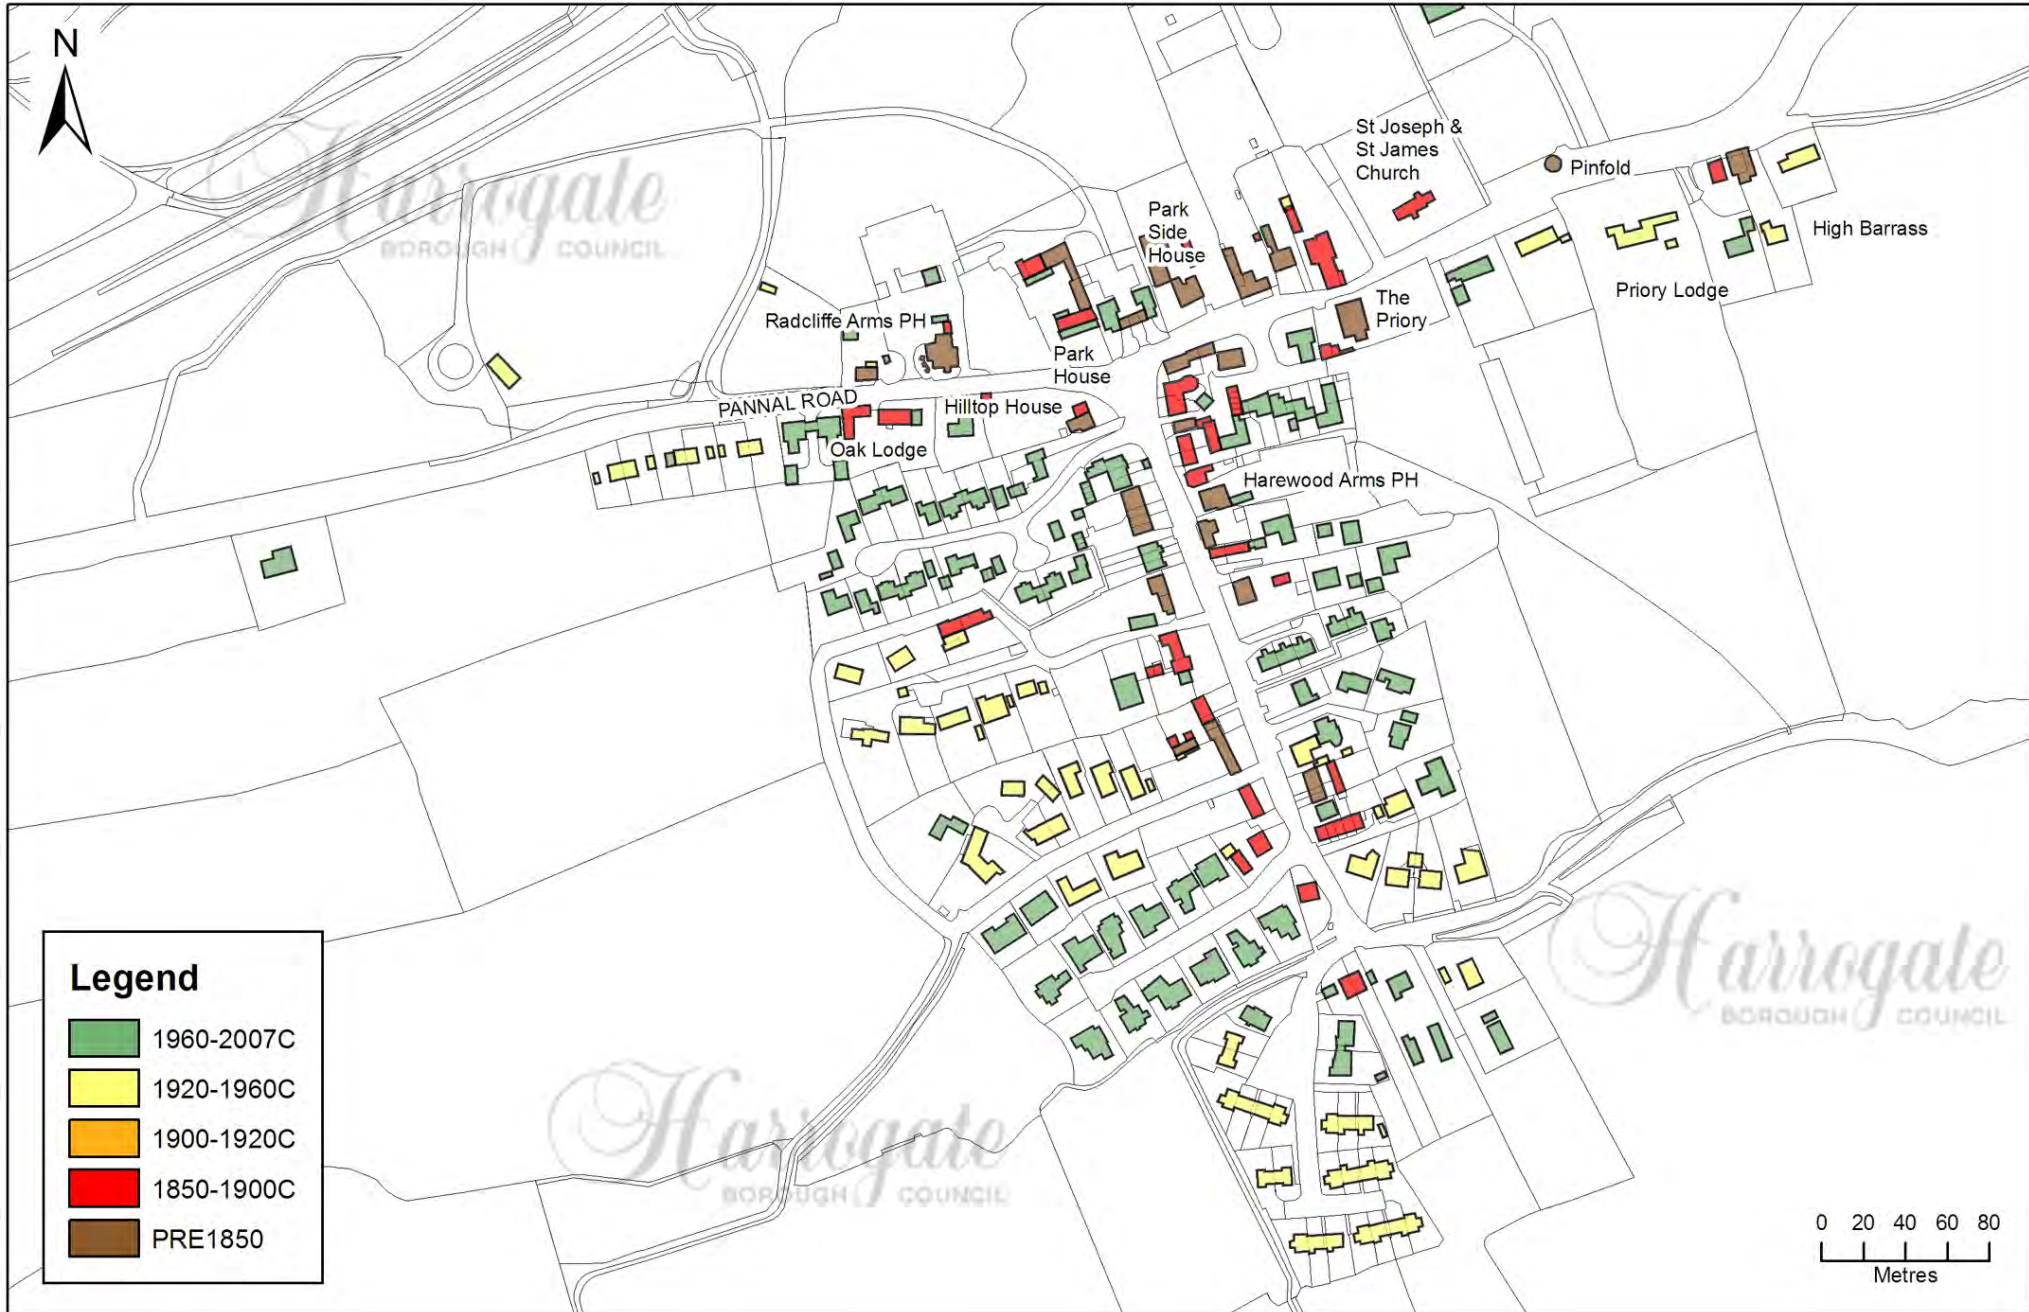 N
Harrogate
BOROUGH COUNCIL
St Joseph &
St James
Church
Pinfold
Park
Side
House
High Barrass
Priory Lodge
The
Priory
Radcliffe Arms PH
Park
House
PANNAL ROAD
Hilltop House
Oak Lodge
Harewood Arms PH
Harrogate
BOROUGH COUNCIL
Harrogate
BOROUGH COUNCIL
Legend
1960-2007C
1920-1960C
1900-1920C
1850-1900C
PRE1850
0 20 40 60 80
Metres